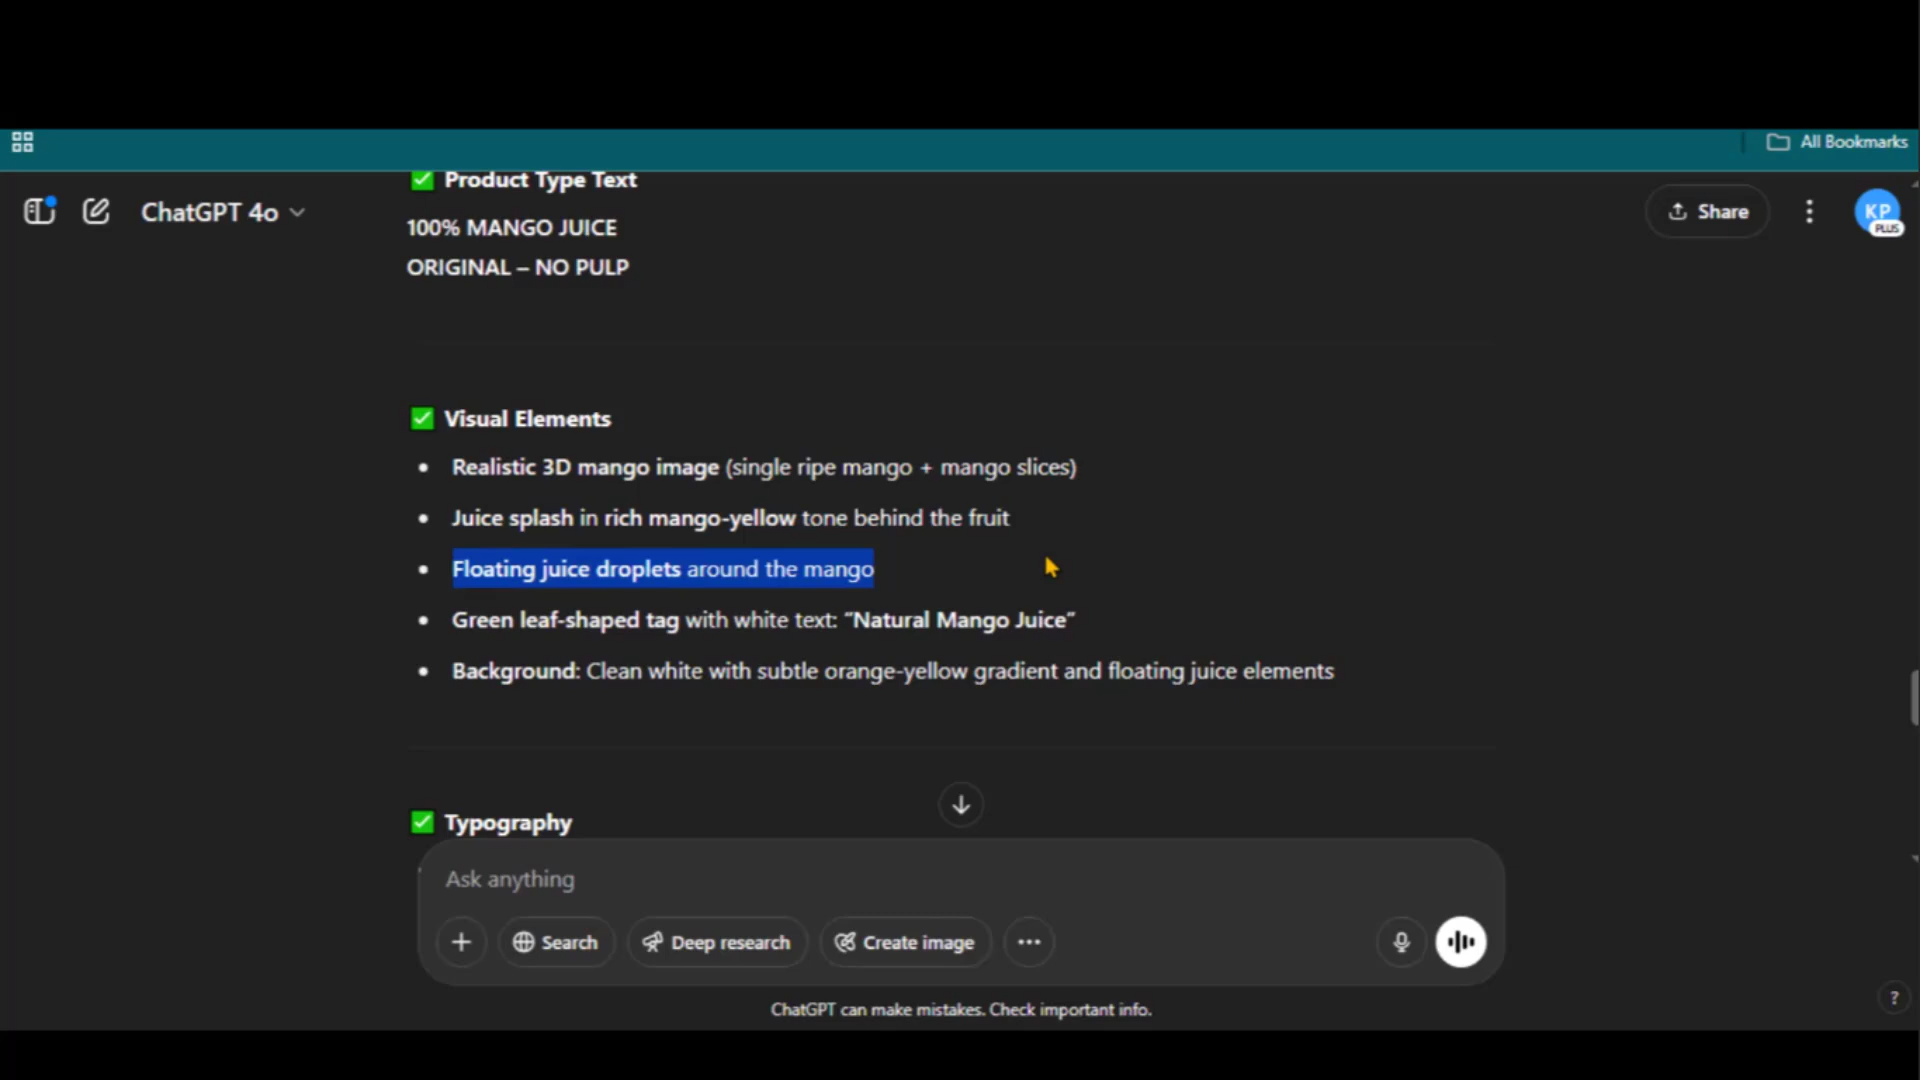 All Bookmarks
✅ Product Type Text
ChatGPT 4o
Share
KP
PLUS
100% MANGO JUICE
ORIGINAL – NO PULP
✅ Visual Elements
• Realistic 3D mango image (single ripe mango + mango slices)
• Juice splash in rich mango-yellow tone behind the fruit
• Floating juice droplets around the mango
• Green leaf-shaped tag with white text: “Natural Mango Juice”
• Background: Clean white with subtle orange-yellow gradient and floating juice elements
✅ Typography
Ask anything
Search
Deep research
Create image
ChatGPT can make mistakes. Check important info.
?